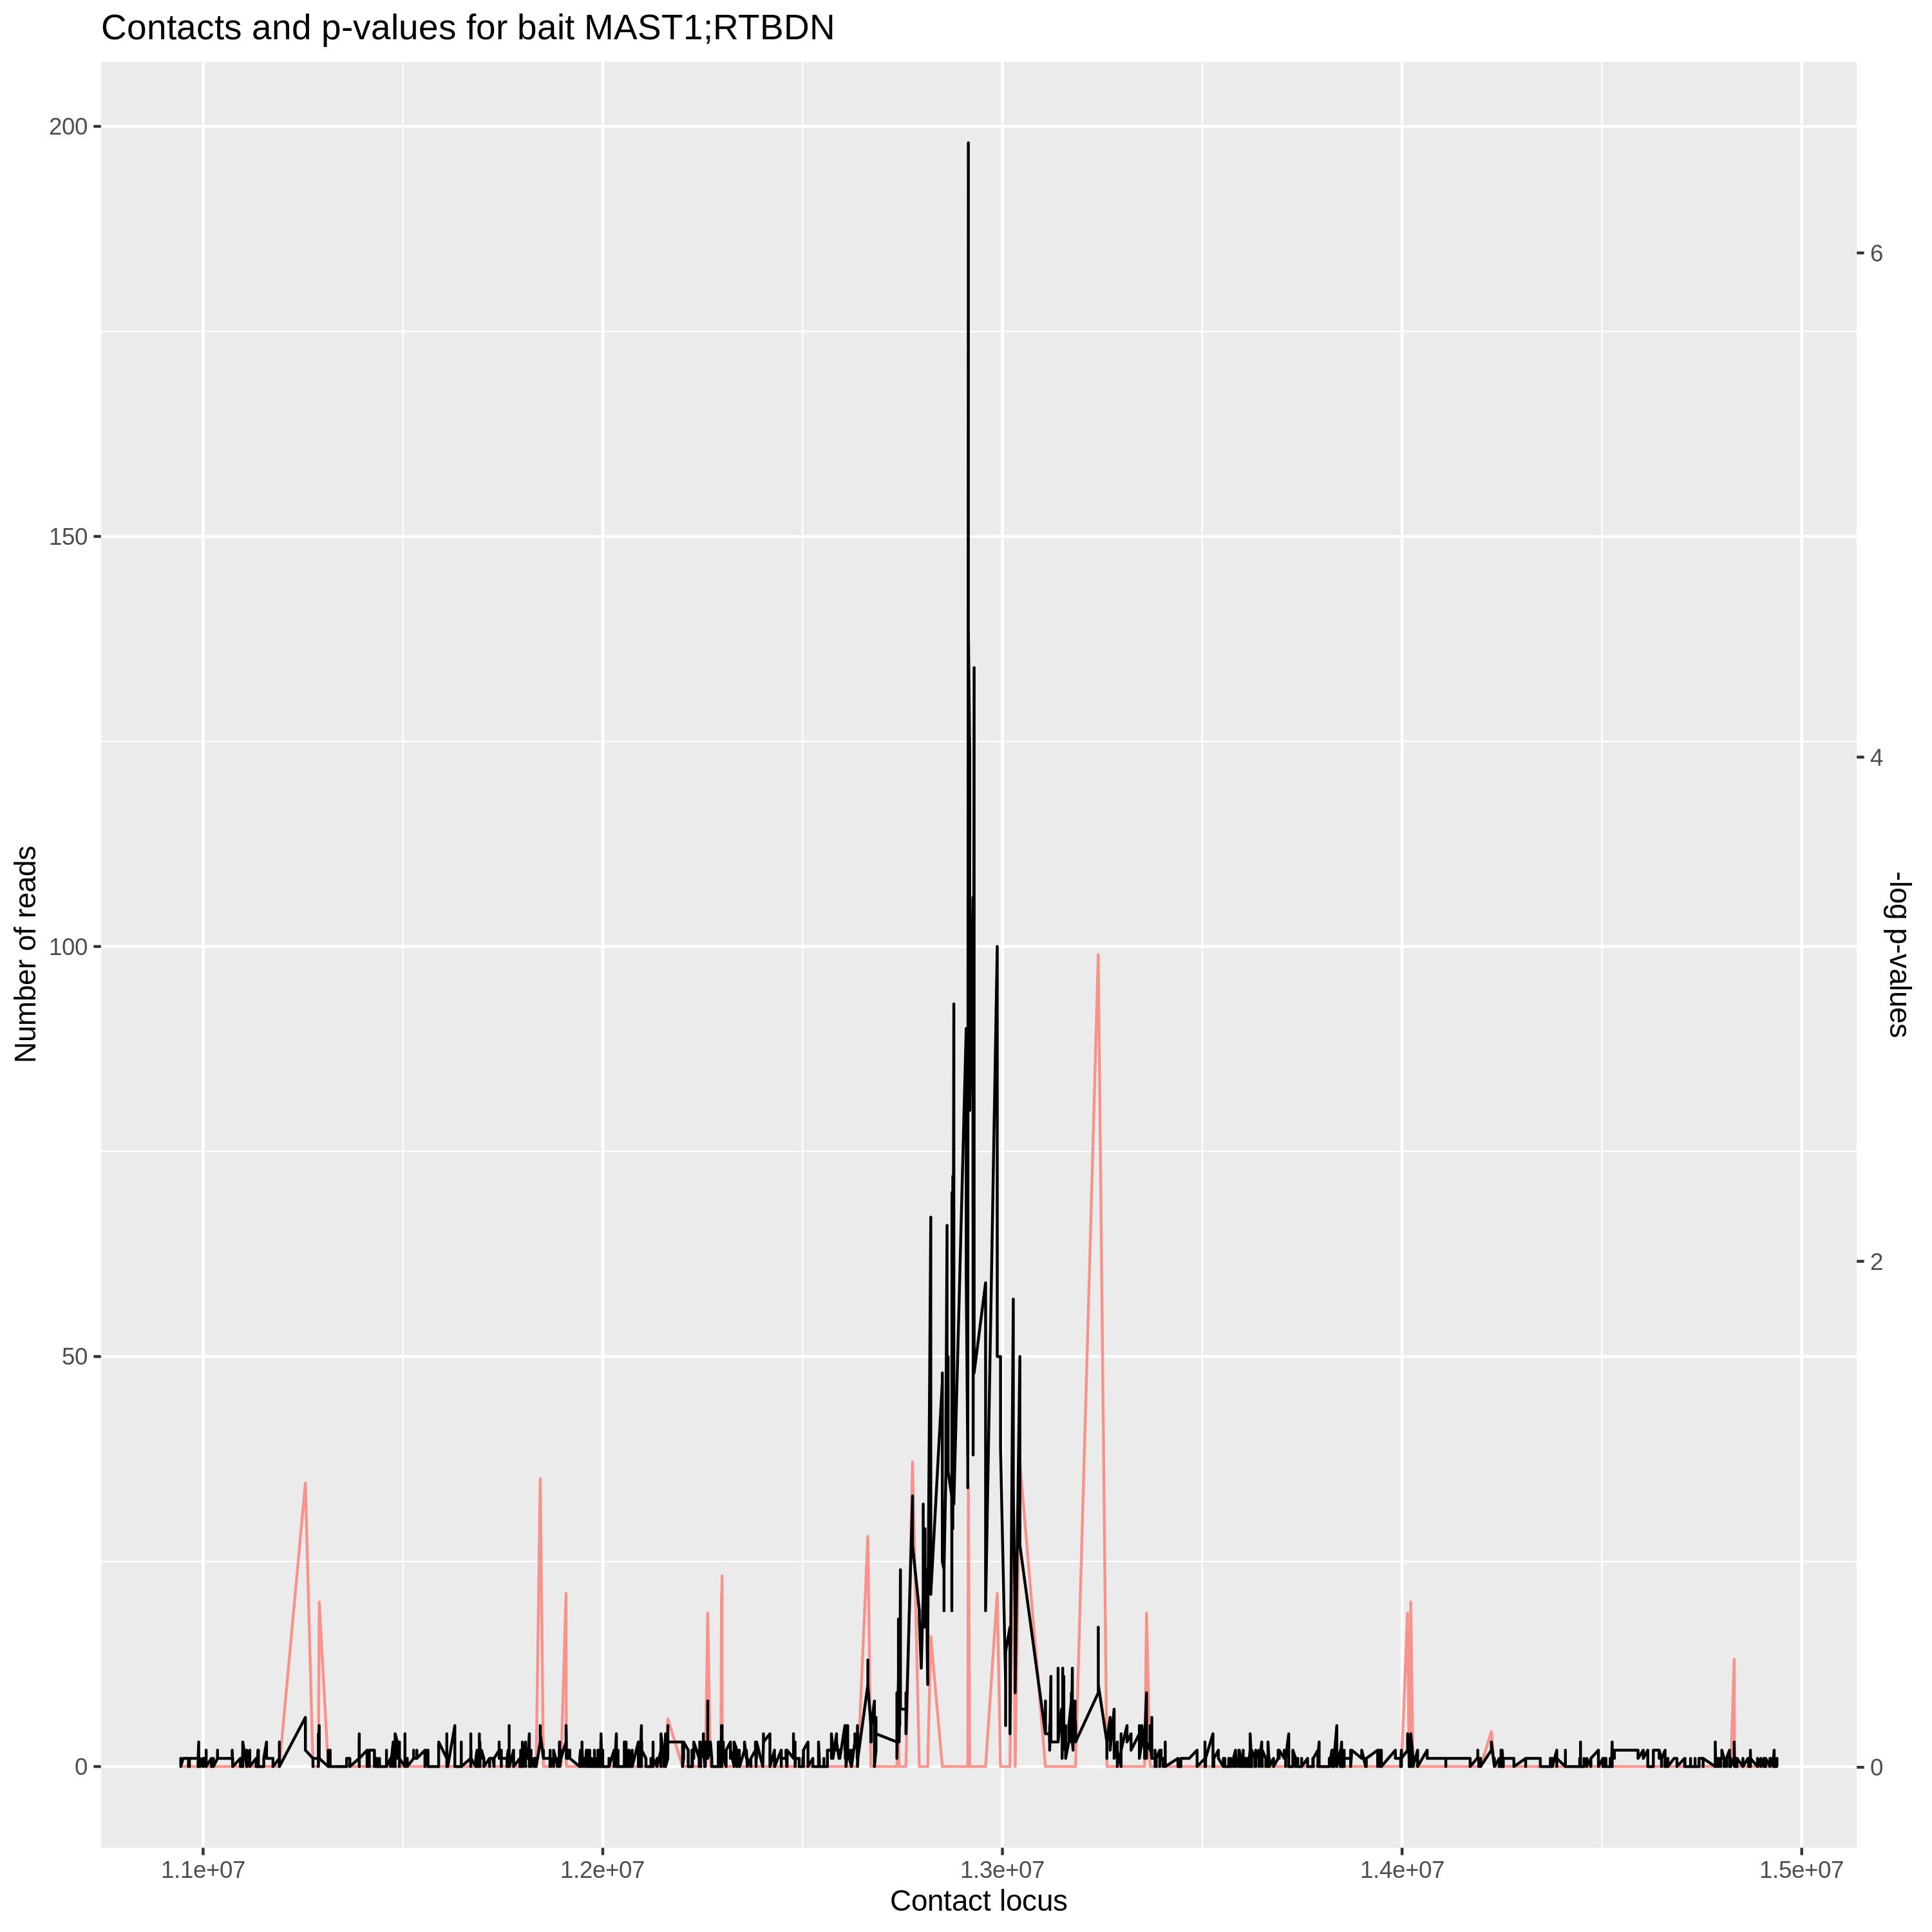 Contacts and p-values for bait MAST1;RTBDN
200
150
100
50
0
Number of reads
6
4
2
0
-log p-values
1.1e+07
1.2e+07
1.3e+07
1.4e+07
1.5e+07
Contact locus